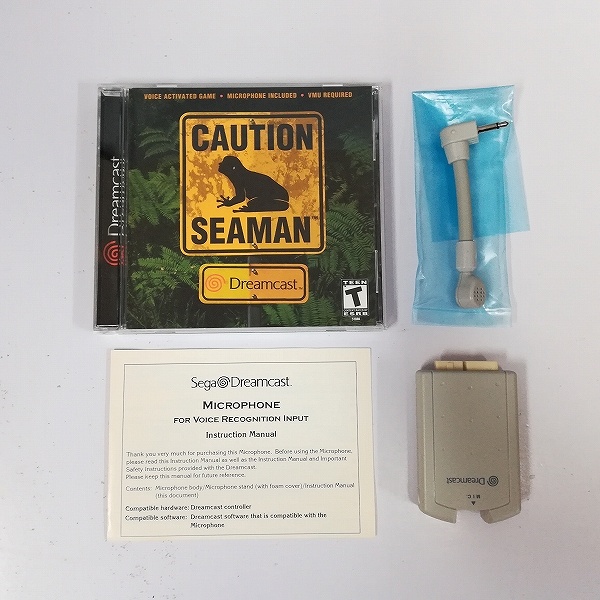 VOICE ACTIVATED GAME • MICROPHONE INCLUDED • VMU REQUIRED
CAUTION
SEAMAN™
Dreamcast™
Dreamcast
TEEN
T
ESRB
Sega Dreamcast.
MICROPHONE
FOR VOICE RECOGNITION INPUT
Instruction Manual
Thank you very much for purchasing this Microphone. Before using the Microphone,
please read this Instruction Manual as well as the Instruction Manual and Important
Safety Instructions provided with the Dreamcast.
Please keep this manual for future reference.
Contents: Microphone body/Microphone stand (with foam cover)/Instruction Manual
(this document)
Compatible hardware: Dreamcast controller
Compatible software: Dreamcast software that is compatible with the
Microphone
Dreamcast
MIC.